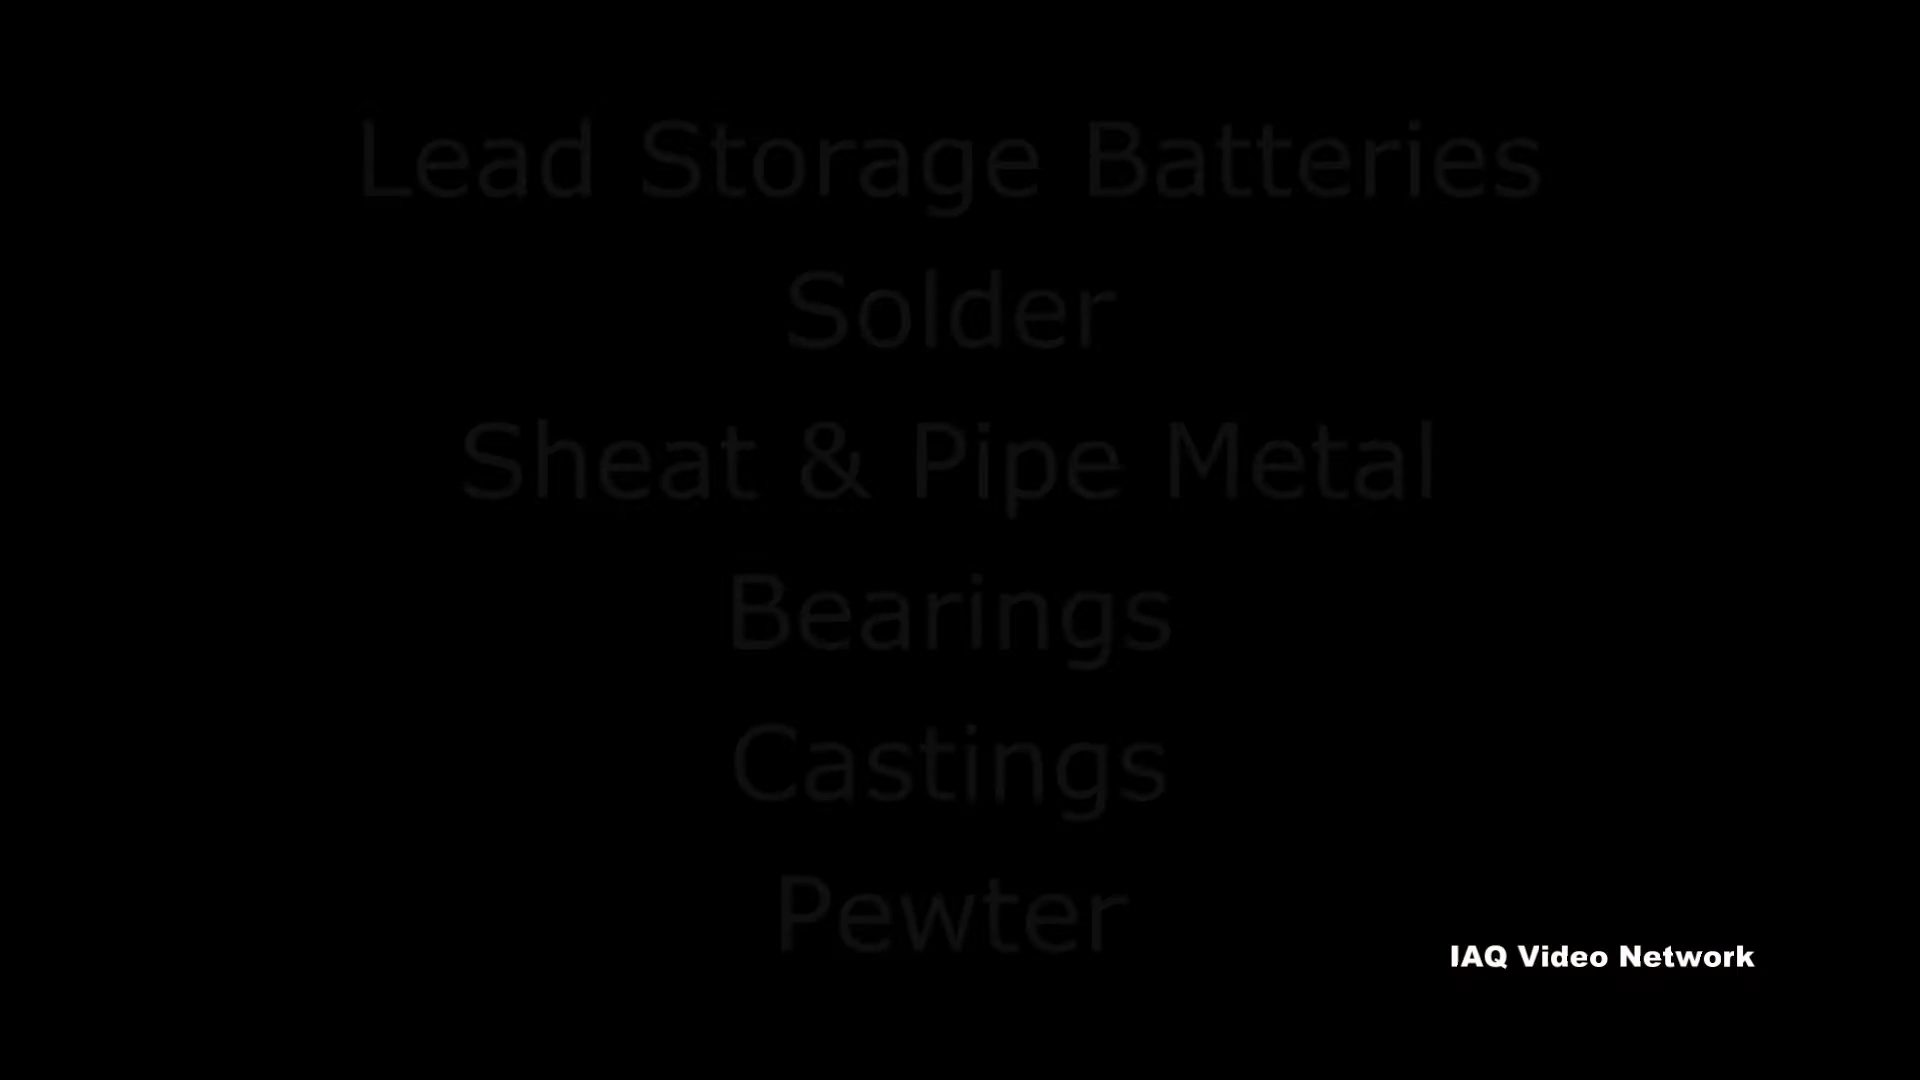 Lead Storage Batteries
Solder
Sheat & Pipe Metal
Bearings
Castings
Pewter
IAQ Video Network